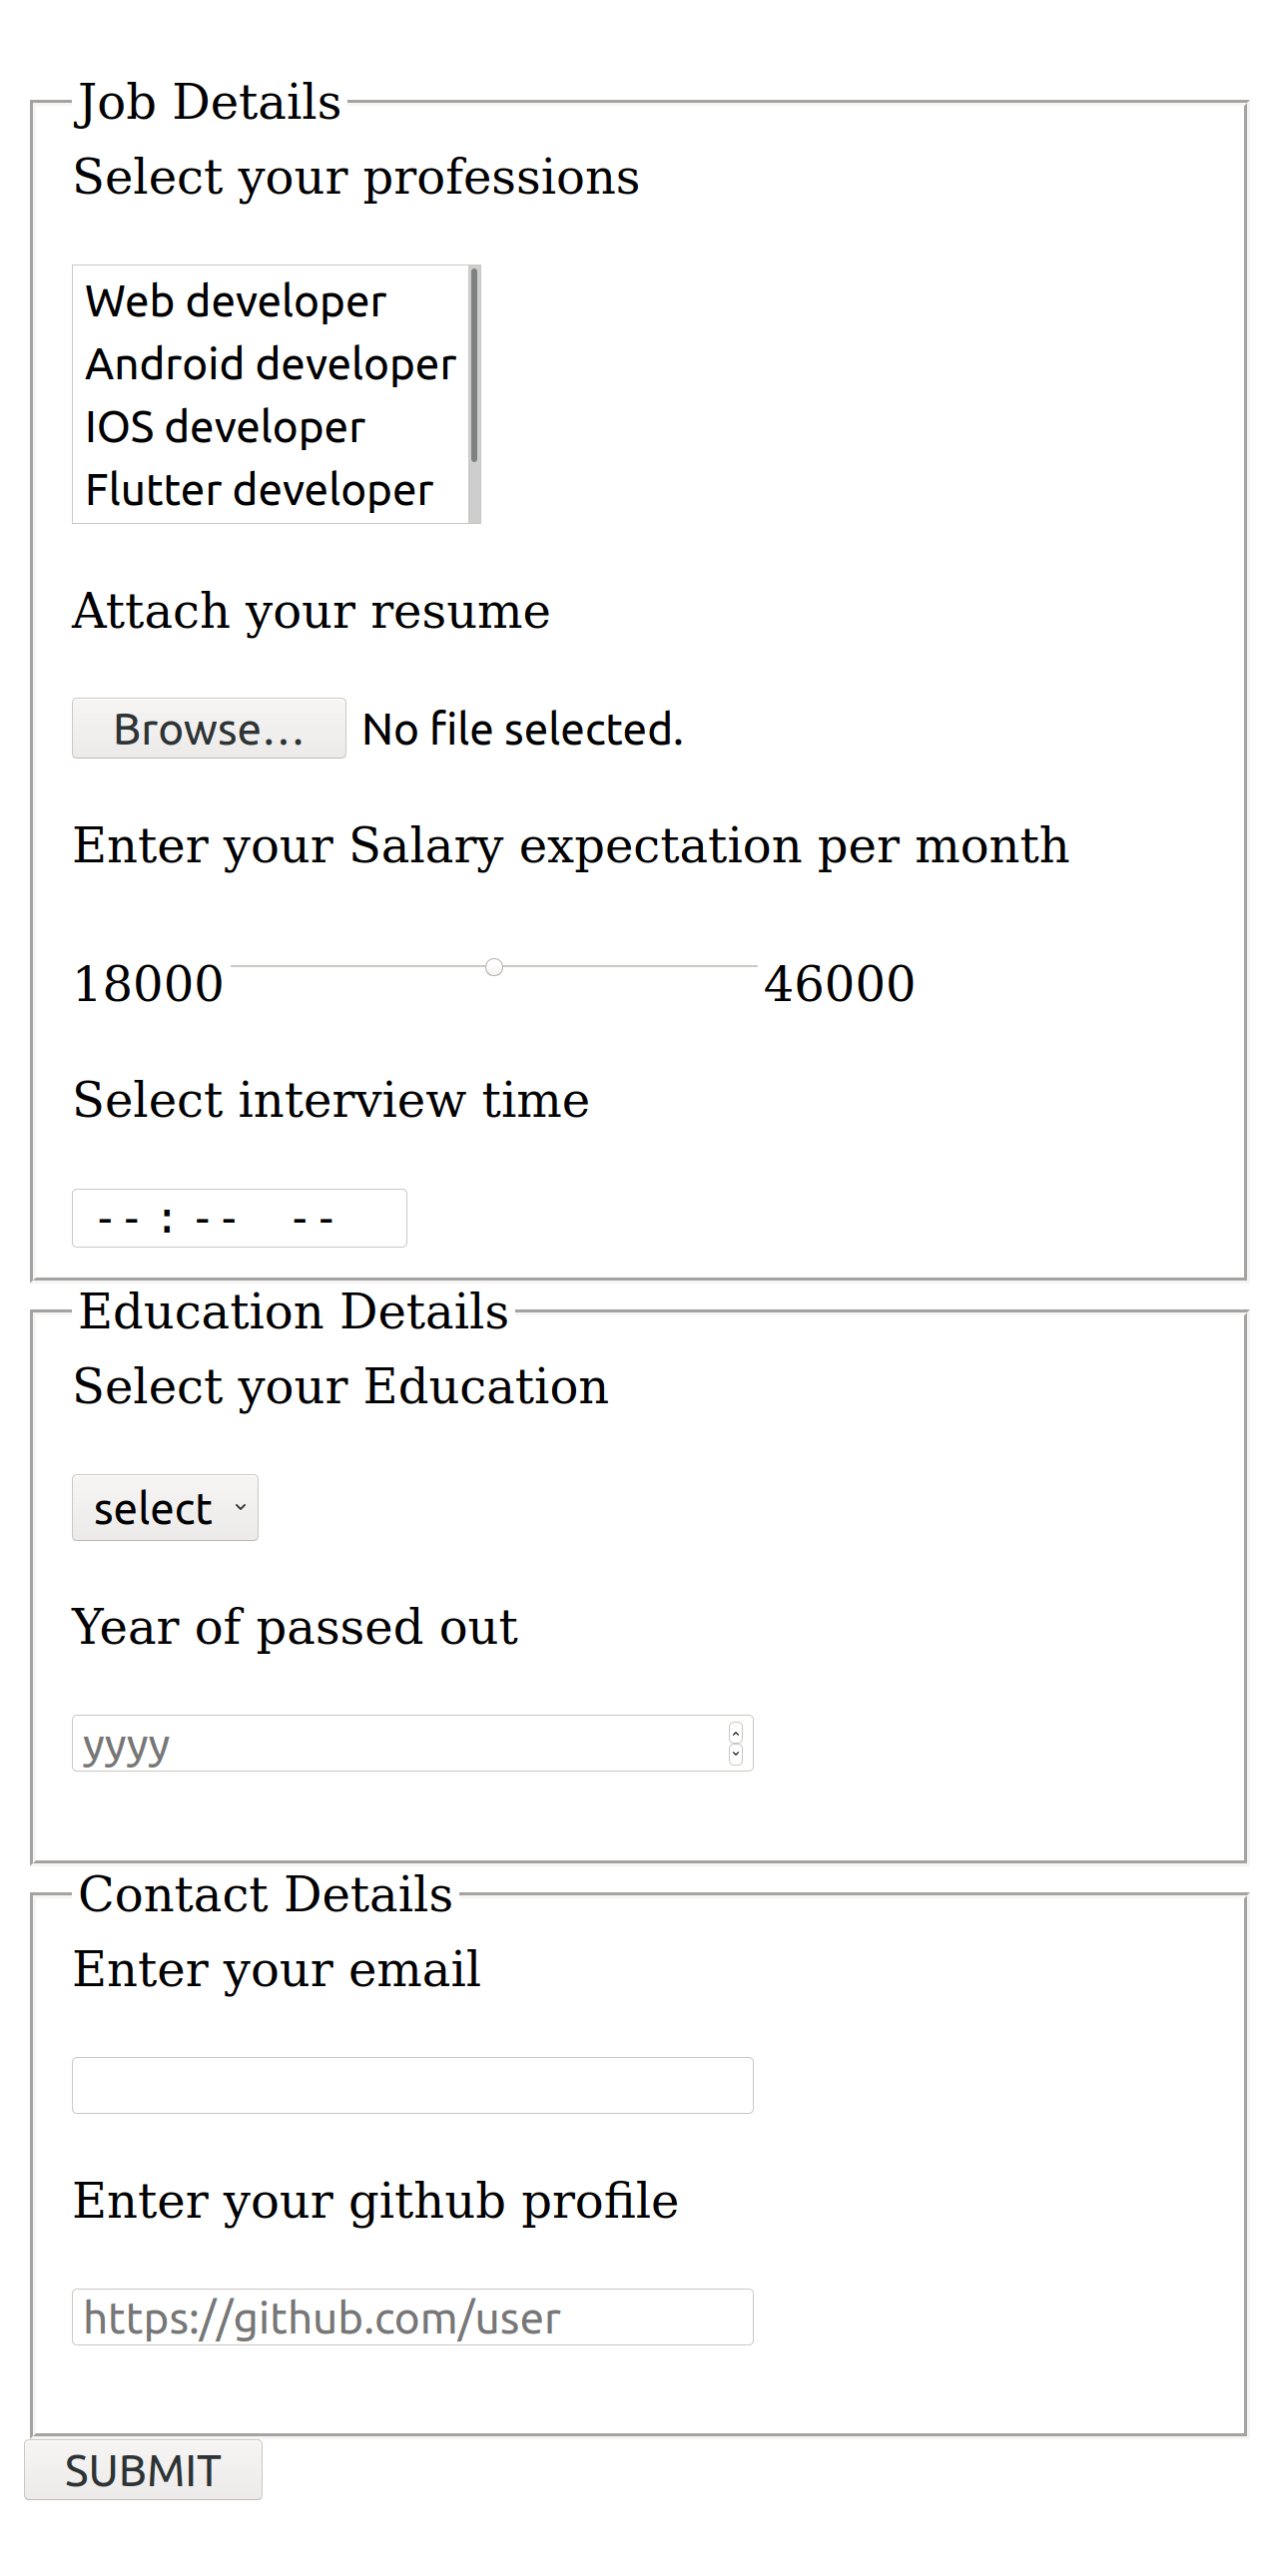 Job Details
Select your professions
Web developer
Android developer
IOS developer
Flutter developer
Attach your resume
Browse... No file selected.
Enter your Salary expectation per month
18000 46000
Select interview time
--:-- --
Education Details
Select your Education
select
Year of passed out
yyyy
Contact Details
Enter your email
Enter your github profile
https://github.com/user
SUBMIT